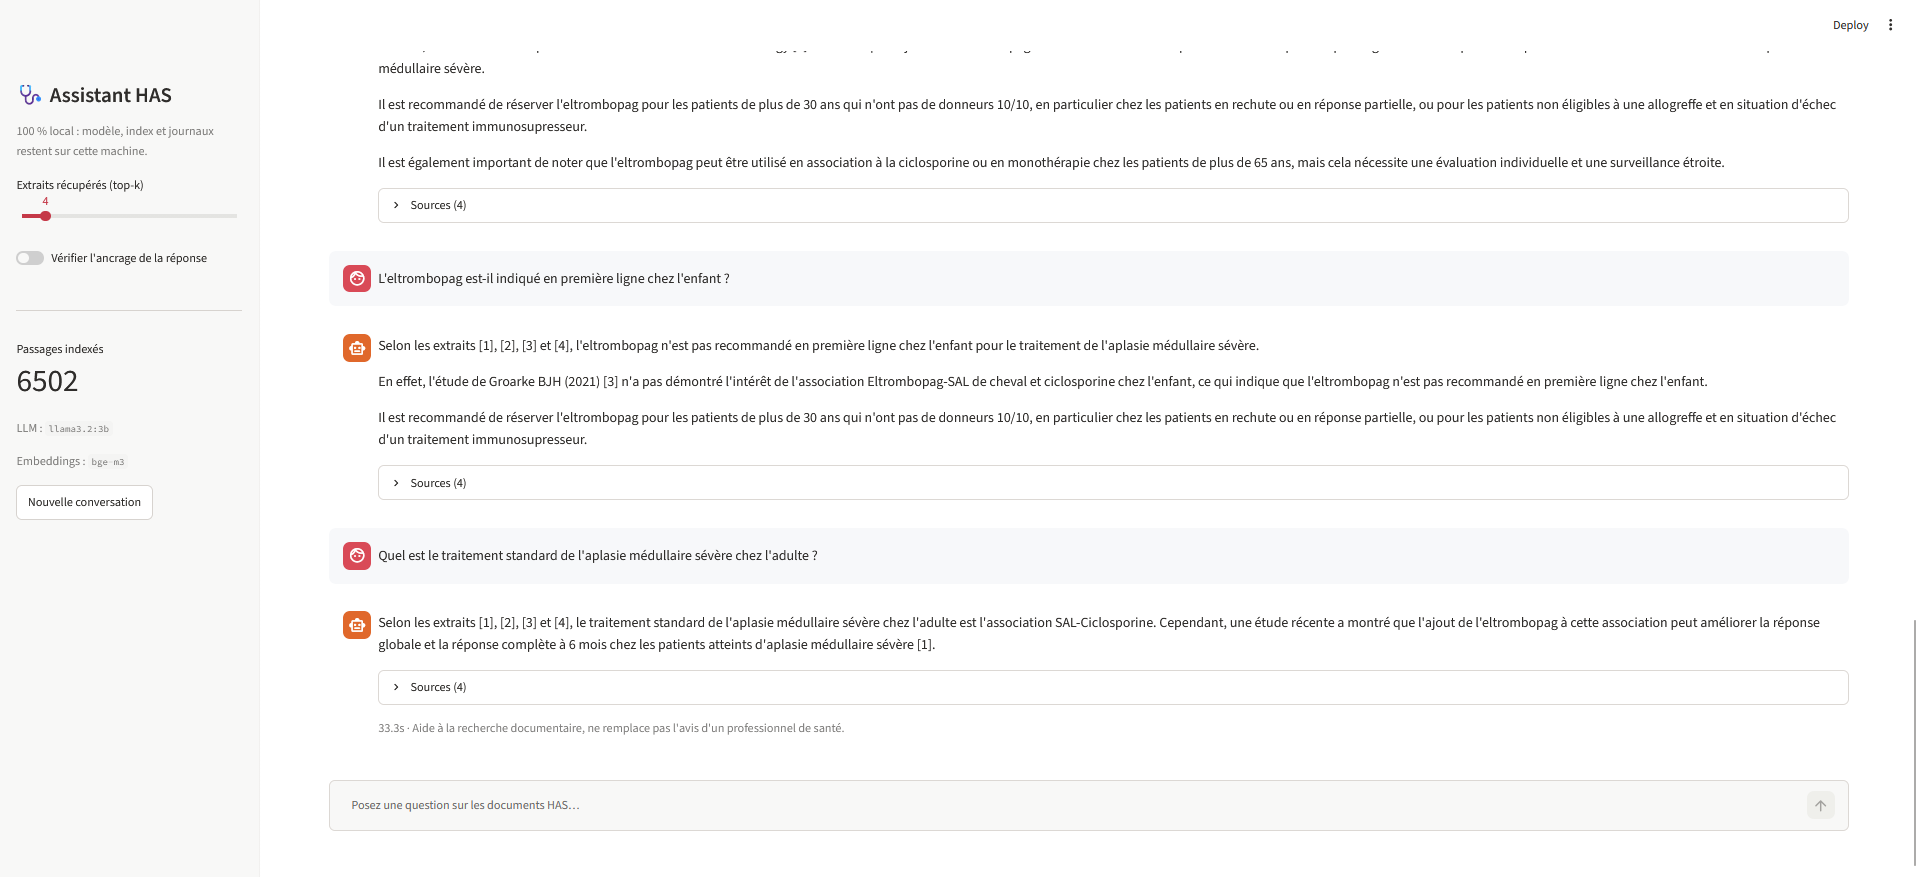 Deploy
Assistant HAS
100 % local : modèle, index et journaux
restent sur cette machine.
Extraits récupérés (top-k)
4
Vérifier l'ancrage de la réponse
Passages indexés
6502
LLM : llama3.2:3b
Embeddings : bge-m3
Nouvelle conversation
médullaire sévère.
Il est recommandé de réserver l'eltrombopag pour les patients de plus de 30 ans qui n'ont pas de donneurs 10/10, en particulier chez les patients en rechute ou en réponse partielle, ou pour les patients non éligibles à une allogreffe et en situation d'échec
d'un traitement immunosupresseur.
Il est également important de noter que l'eltrombopag peut être utilisé en association à la ciclosporine ou en monothérapie chez les patients de plus de 65 ans, mais cela nécessite une évaluation individuelle et une surveillance étroite.
Sources (4)
L'eltrombopag est-il indiqué en première ligne chez l'enfant ?
Selon les extraits [1], [2], [3] et [4], l'eltrombopag n'est pas recommandé en première ligne chez l'enfant pour le traitement de l'aplasie médullaire sévère.
En effet, l'étude de Groarke BJH (2021) [3] n'a pas démontré l'intérêt de l'association Eltrombopag-SAL de cheval et ciclosporine chez l'enfant, ce qui indique que l'eltrombopag n'est pas recommandé en première ligne chez l'enfant.
Il est recommandé de réserver l'eltrombopag pour les patients de plus de 30 ans qui n'ont pas de donneurs 10/10, en particulier chez les patients en rechute ou en réponse partielle, ou pour les patients non éligibles à une allogreffe et en situation d'échec
d'un traitement immunosupresseur.
Sources (4)
Quel est le traitement standard de l'aplasie médullaire sévère chez l'adulte ?
Selon les extraits [1], [2], [3] et [4], le traitement standard de l'aplasie médullaire sévère chez l'adulte est l'association SAL-Ciclosporine. Cependant, une étude récente a montré que l'ajout de l'eltrombopag à cette association peut améliorer la réponse
globale et la réponse complète à 6 mois chez les patients atteints d'aplasie médullaire sévère [1].
Sources (4)
33.3s · Aide à la recherche documentaire, ne remplace pas l'avis d'un professionnel de santé.
Posez une question sur les documents HAS…